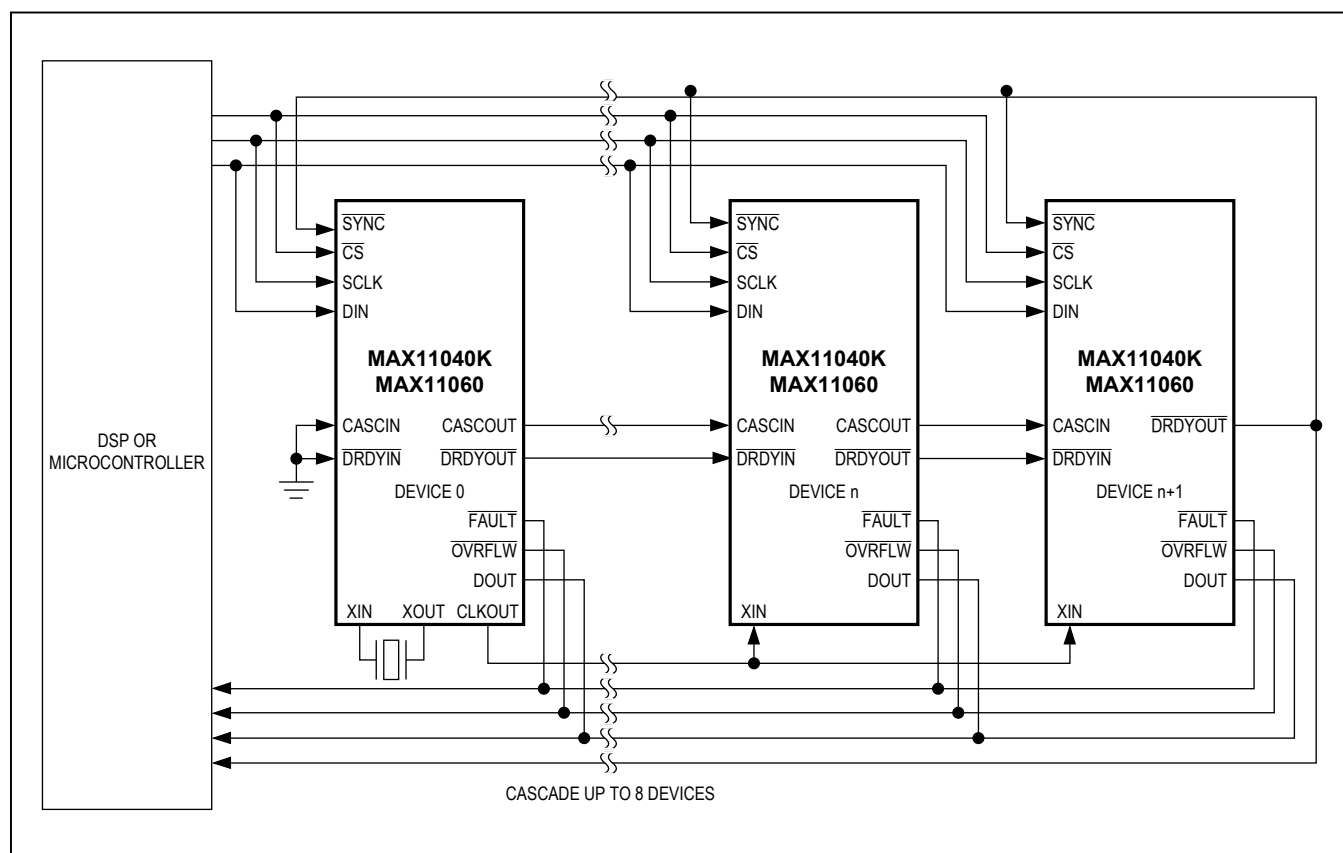 DSP OR
MICROCONTROLLER
SYNC
CS
SCLK
DIN
MAX11040K
MAX11060
CASCIN
CASCOUT
DRDYIN
DRDYOUT
DEVICE 0
FAULT
OVRFLW
DOUT
XIN
XOUT
CLKOUT
SYNC
CS
SCLK
DIN
MAX11040K
MAX11060
CASCIN
CASCOUT
DRDYIN
DRDYOUT
DEVICE n
FAULT
OVRFLW
DOUT
XIN
SYNC
CS
SCLK
DIN
MAX11040K
MAX11060
CASCIN
DRDYOUT
DRDYIN
DEVICE n+1
FAULT
OVRFLW
DOUT
XIN
CASCADE UP TO 8 DEVICES